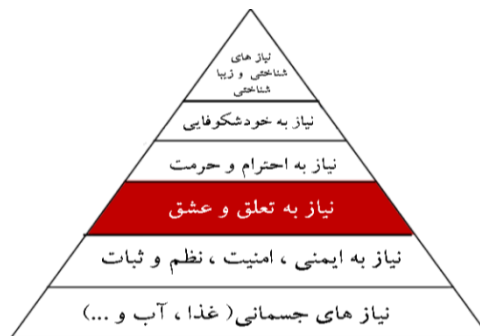 نیاز های
شناختی و زیبا
شناختی
نیاز به خودشکوفایی
نیاز به احترام و حرمت
نیاز به تعلق و عشق
نیاز به ایمنی ، امنیت ، نظم و ثبات
نیاز های جسمانی( غذا ، آب و ...)